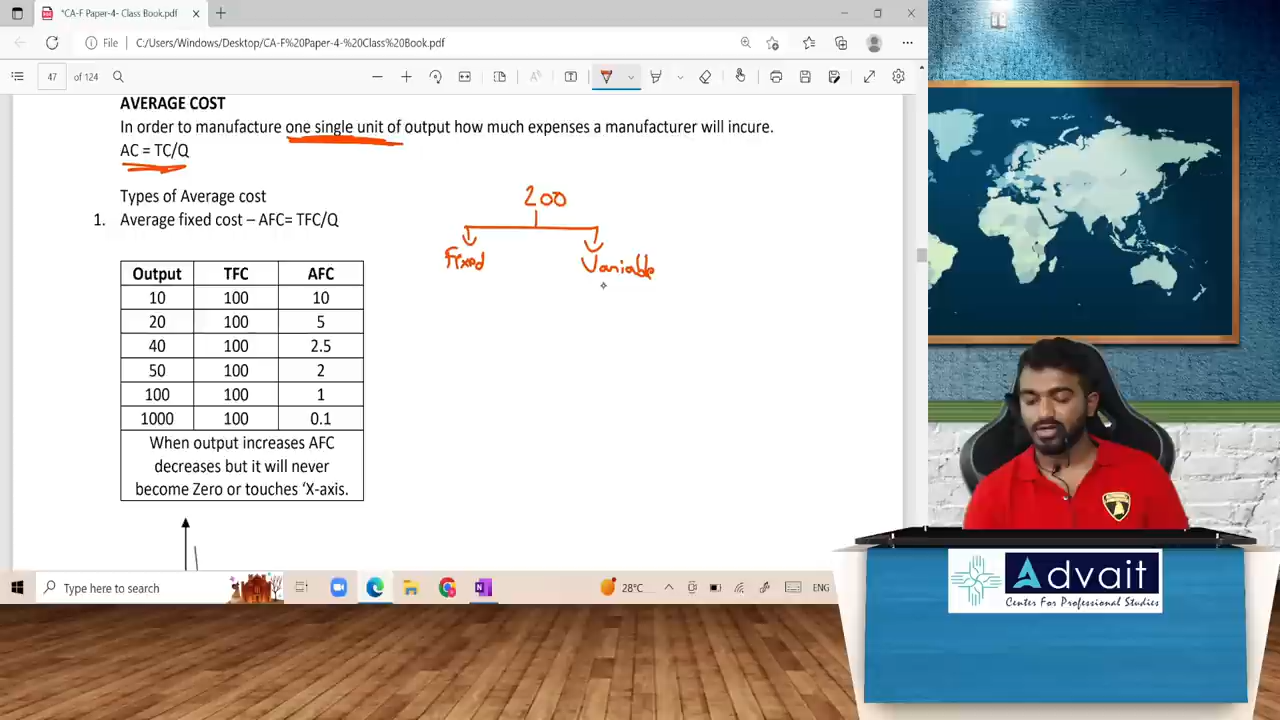 *CA-F Paper-4- Class Book.pdf
File
C:/Users/Windows/Desktop/CA-F%20Paper-4-%20Class%20Book.pdf
47 of 124
AVERAGE COST
In order to manufacture one single unit of output how much expenses a manufacturer will incure.
AC = TC/Q
200
Types of Average cost
1. Average fixed cost – AFC= TFC/Q
Fixed Variable
Output TFC AFC
10 100 10
20 100 5
40 100 2.5
50 100 2
100 100 1
1000 100 0.1
When output increases AFC
decreases but it will never
become Zero or touches ‘X-axis.
Type here to search
28°C
ENG
Advait
Center For Professional Studies